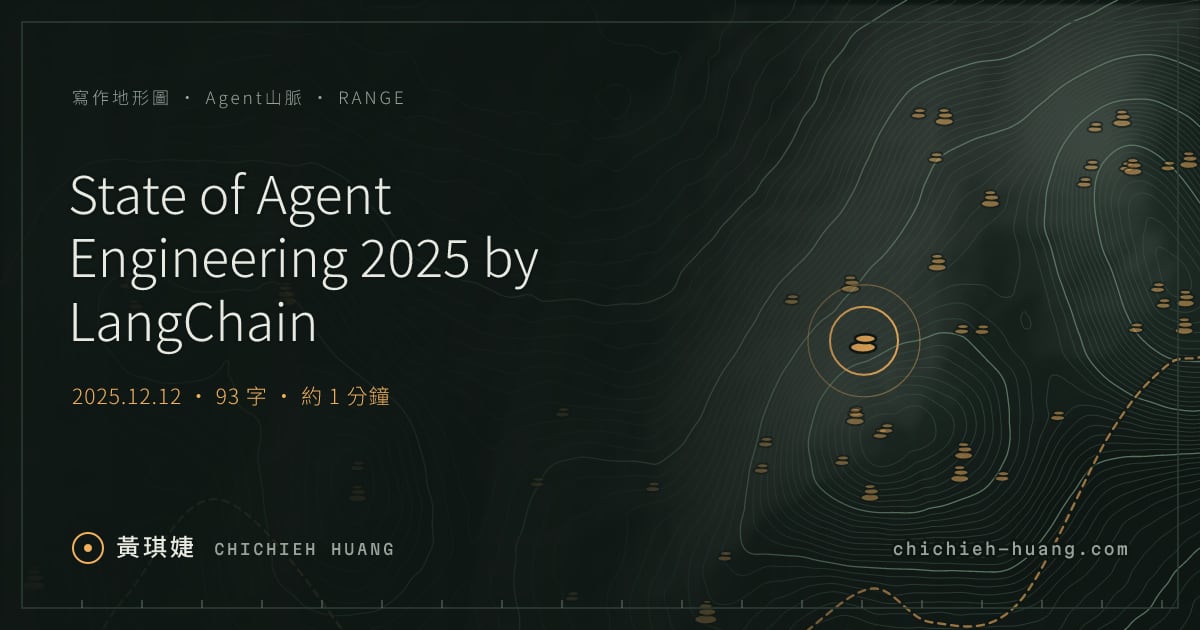 寫作地形圖 · Agent山脈 · RANGE
State of Agent
Engineering 2025 by
LangChain
2025.12.12 · 93 字 · 約 1 分鐘
黃琪婕 CHICHIEH HUANG
chichieh-huang.com